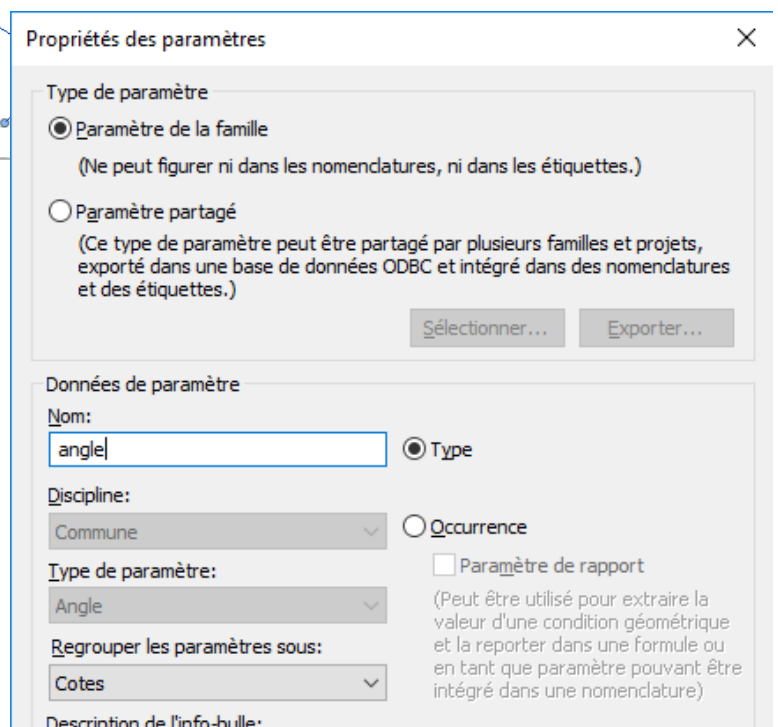 Propriétés des paramètres
Type de paramètre
Paramètre de la famille
(Ne peut figurer ni dans les nomenclatures, ni dans les étiquettes.)
Paramètre partagé
(Ce type de paramètre peut être partagé par plusieurs familles et projets,
exporté dans une base de données ODBC et intégré dans des nomenclatures
et des étiquettes.)
Sélectionner...
Exporter...
Données de paramètre
Nom:
angle
Type
Discipline:
Commune
Occurrence
Type de paramètre:
Paramètre de rapport
Angle
(Peut être utilisé pour extraire la
valeur d'une condition géométrique
et la reporter dans une formule ou
en tant que paramètre pouvant être
intégré dans une nomenclature)
Regrouper les paramètres sous:
Cotes
Description de l'info-bulle: